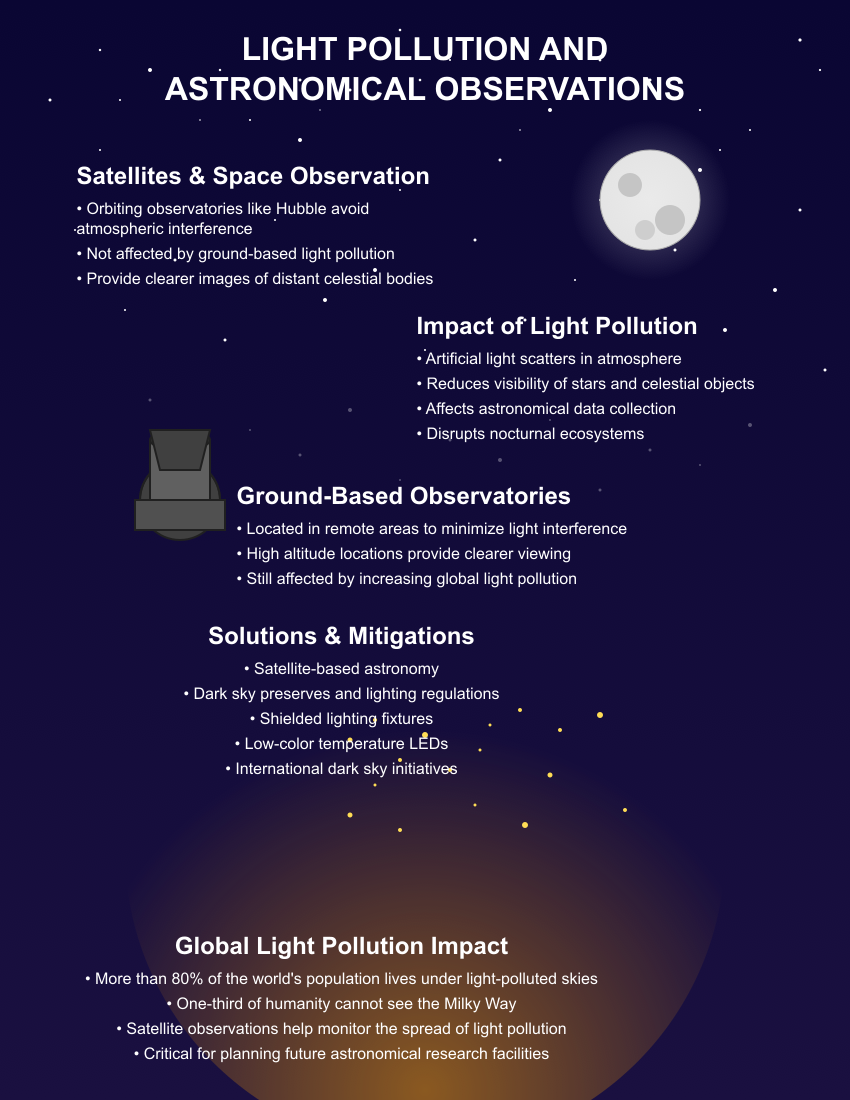 LIGHT POLLUTION AND
ASTRONOMICAL OBSERVATIONS
Satellites & Space Observation
• Orbiting observatories like Hubble avoid
atmospheric interference
• Not affected by ground-based light pollution
• Provide clearer images of distant celestial bodies
Impact of Light Pollution
• Artificial light scatters in atmosphere
• Reduces visibility of stars and celestial objects
• Affects astronomical data collection
• Disrupts nocturnal ecosystems
Ground-Based Observatories
• Located in remote areas to minimize light interference
• High altitude locations provide clearer viewing
• Still affected by increasing global light pollution
Solutions & Mitigations
• Satellite-based astronomy
• Dark sky preserves and lighting regulations
• Shielded lighting fixtures
• Low-color temperature LEDs
• International dark sky initiatives
Global Light Pollution Impact
• More than 80% of the world's population lives under light-polluted skies
• One-third of humanity cannot see the Milky Way
• Satellite observations help monitor the spread of light pollution
• Critical for planning future astronomical research facilities